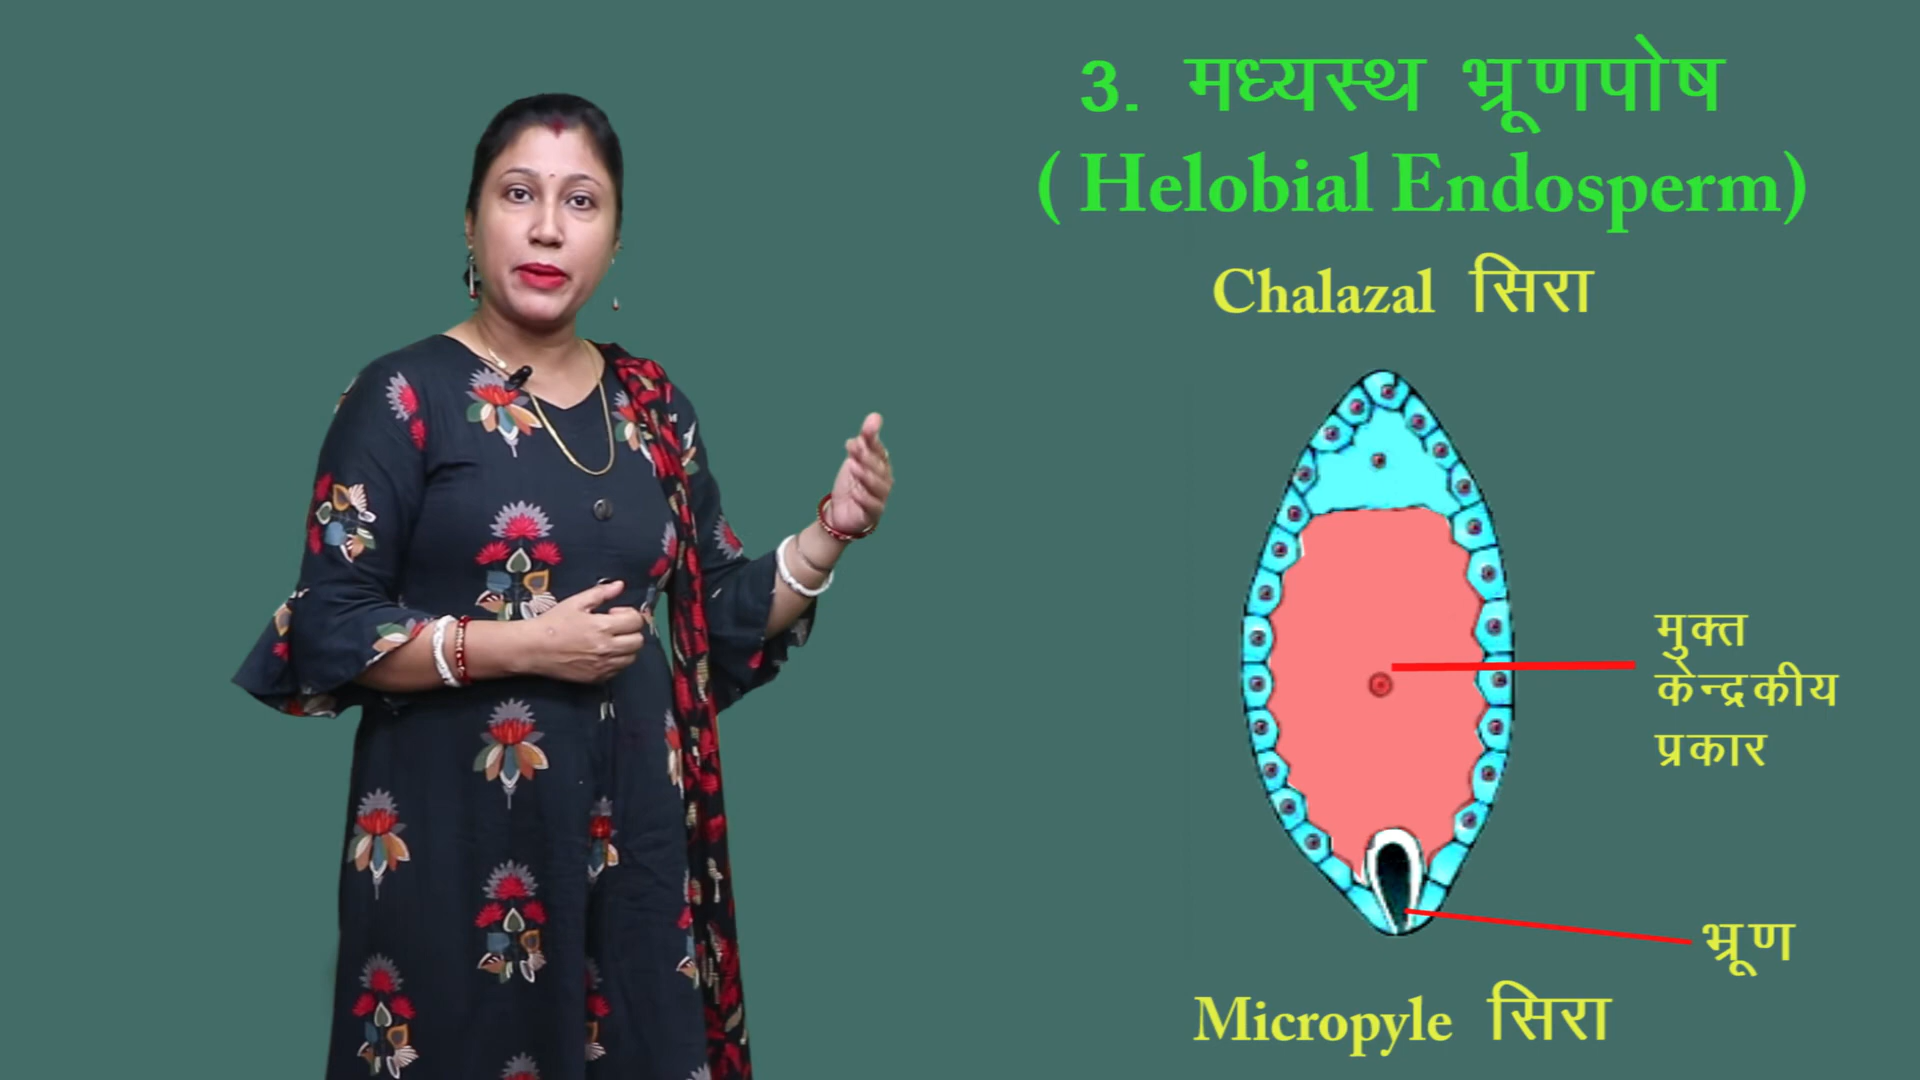 3. मध्यस्थ भ्रूणपोष
( Helobial Endosperm)
Chalazal सिरा
मुक्त
केन्द्रकीय
प्रकार
भ्रूण
Micropyle सिरा